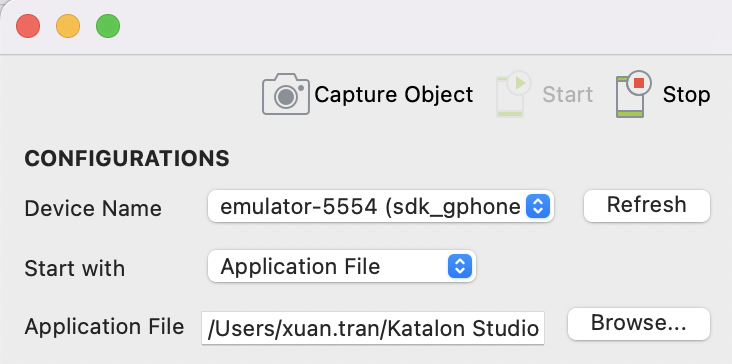 Capture Object Start Stop
CONFIGURATIONS
Device Name emulator-5554 (sdk_gphone Refresh
Start with Application File
Application File /Users/xuan.tran/Katalon Studio Browse...